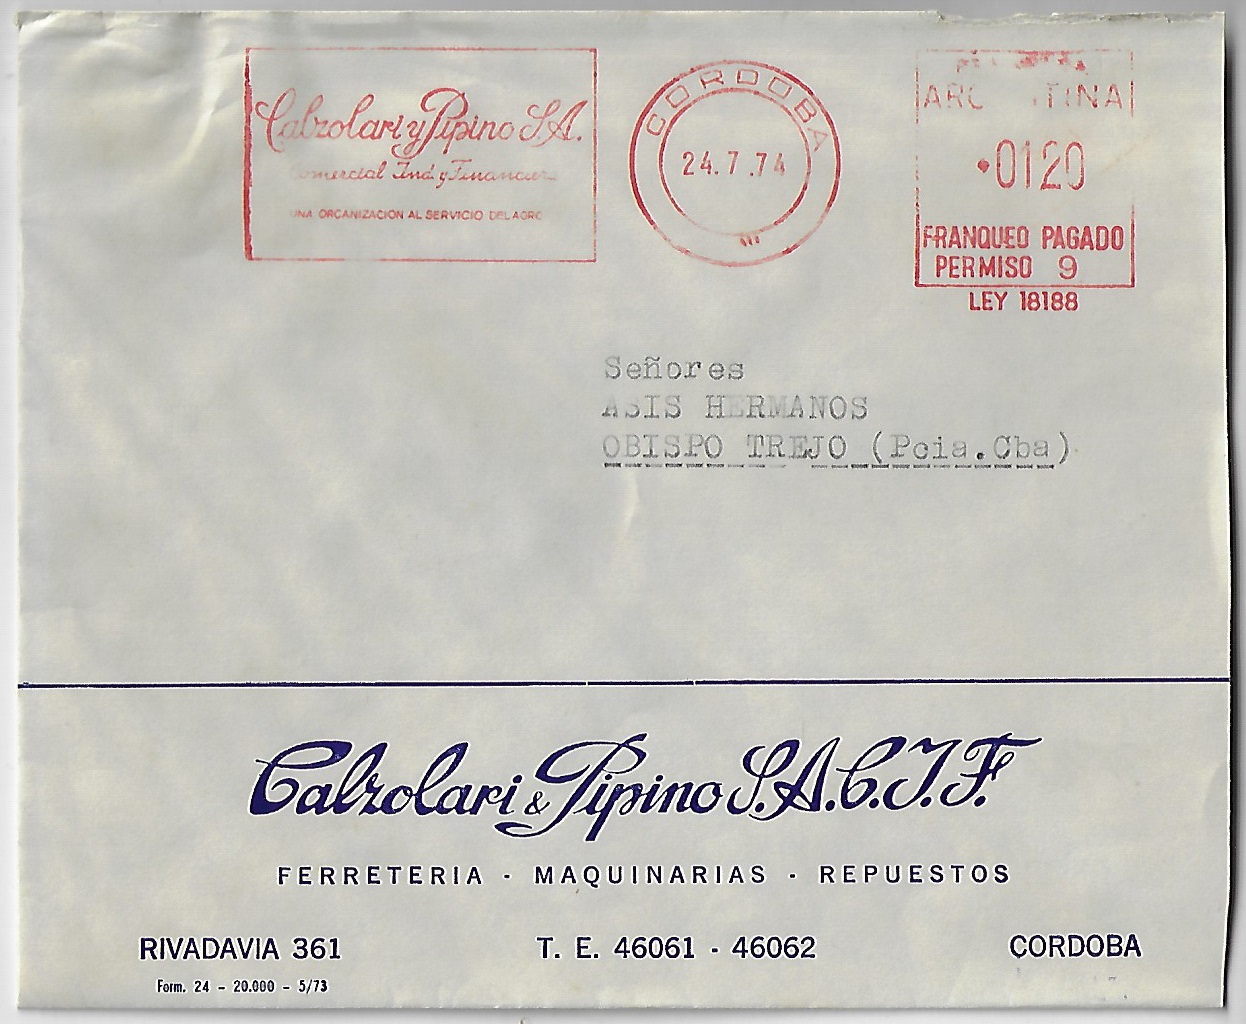 Calzolari y Pipino S.A.
Comercial Ind. y Financiera
UNA ORGANIZACION AL SERVICIO DEL AGRO
CORDOBA
24.7.74
ARGENTINA
0120
FRANQUEO PAGADO
PERMISO 9
LEY 18188
Señores
ASIS HERMANOS
OBISPO TREJO (Pcia.Cba)
Calzolari & Pipino S.A.C.I.F.
FERRETERIA - MAQUINARIAS - REPUESTOS
RIVADAVIA 361 T. E. 46061 - 46062 CORDOBA
Form. 24 - 20.000 - 5/73